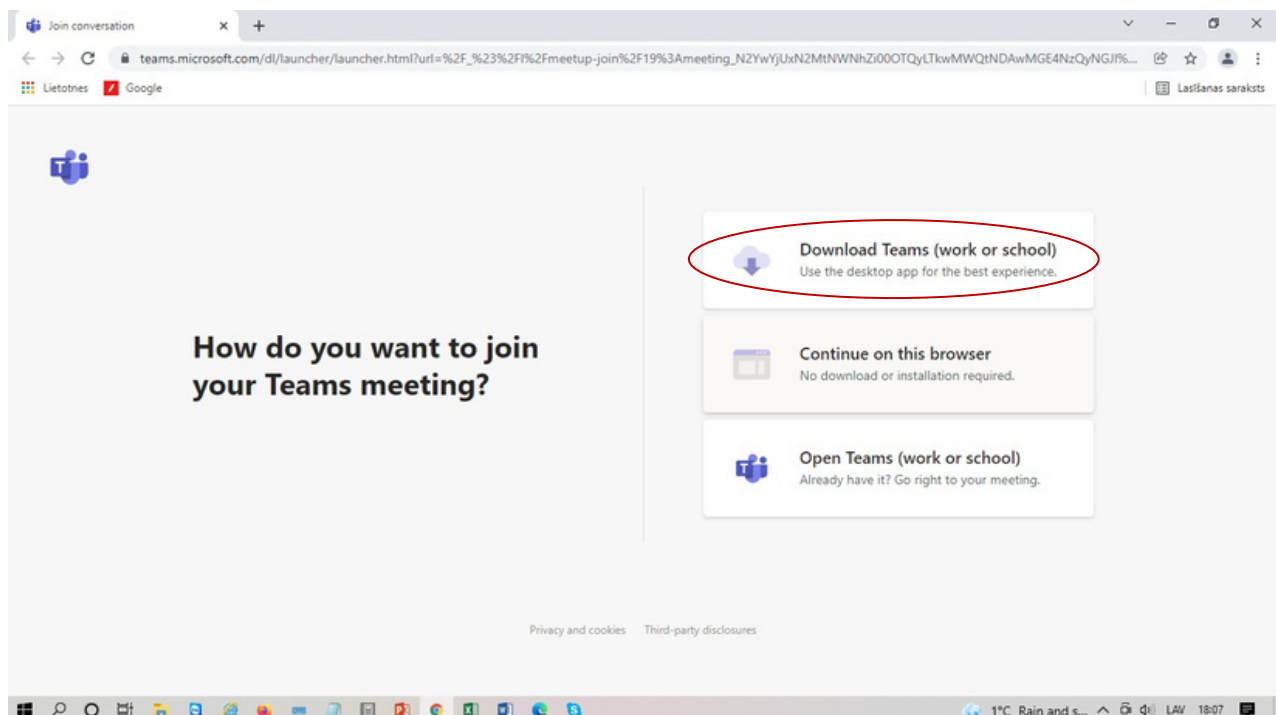 Join conversation
teams.microsoft.com/dl/launcher/launcher.html?url=%2F_%23%2Fl%2Fmeetup-join%2F19%3Ameeting_N2YwYjUxN2MtNWNhZi00OTQyLTkwMWQtNDAwMGE4NzQyNGJl%...
Lietotnes Google Lasīšanas saraksts
Download Teams (work or school)
Use the desktop app for the best experience.
How do you want to join
your Teams meeting?
Continue on this browser
No download or installation required.
Open Teams (work or school)
Already have it? Go right to your meeting.
Privacy and cookies Third-party disclosures
1°C Rain and s... LAV 18:07